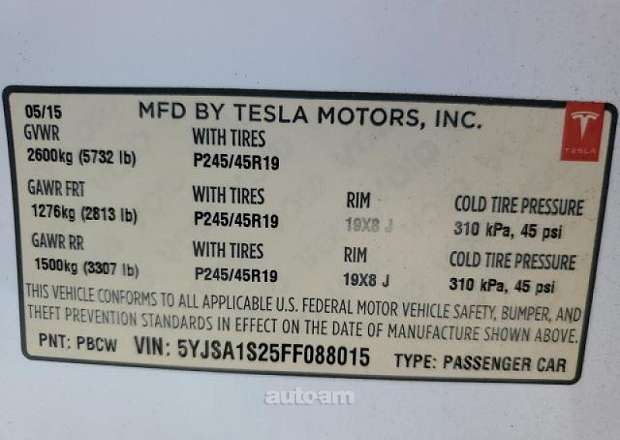 05/15 MFD BY TESLA MOTORS, INC.
TESLA
GVWR WITH TIRES
2600kg (5732 lb) P245/45R19
GAWR FRT WITH TIRES RIM COLD TIRE PRESSURE
1276kg (2813 lb) P245/45R19 19X8 J 310 kPa, 45 psi
GAWR RR WITH TIRES RIM COLD TIRE PRESSURE
1500kg (3307 lb) P245/45R19 19X8 J 310 kPa, 45 psi
THIS VEHICLE CONFORMS TO ALL APPLICABLE U.S. FEDERAL MOTOR VEHICLE SAFETY, BUMPER, AND
THEFT PREVENTION STANDARDS IN EFFECT ON THE DATE OF MANUFACTURE SHOWN ABOVE.
PNT: PBCW VIN: 5YJSA1S25FF088015 TYPE: PASSENGER CAR
auto.am